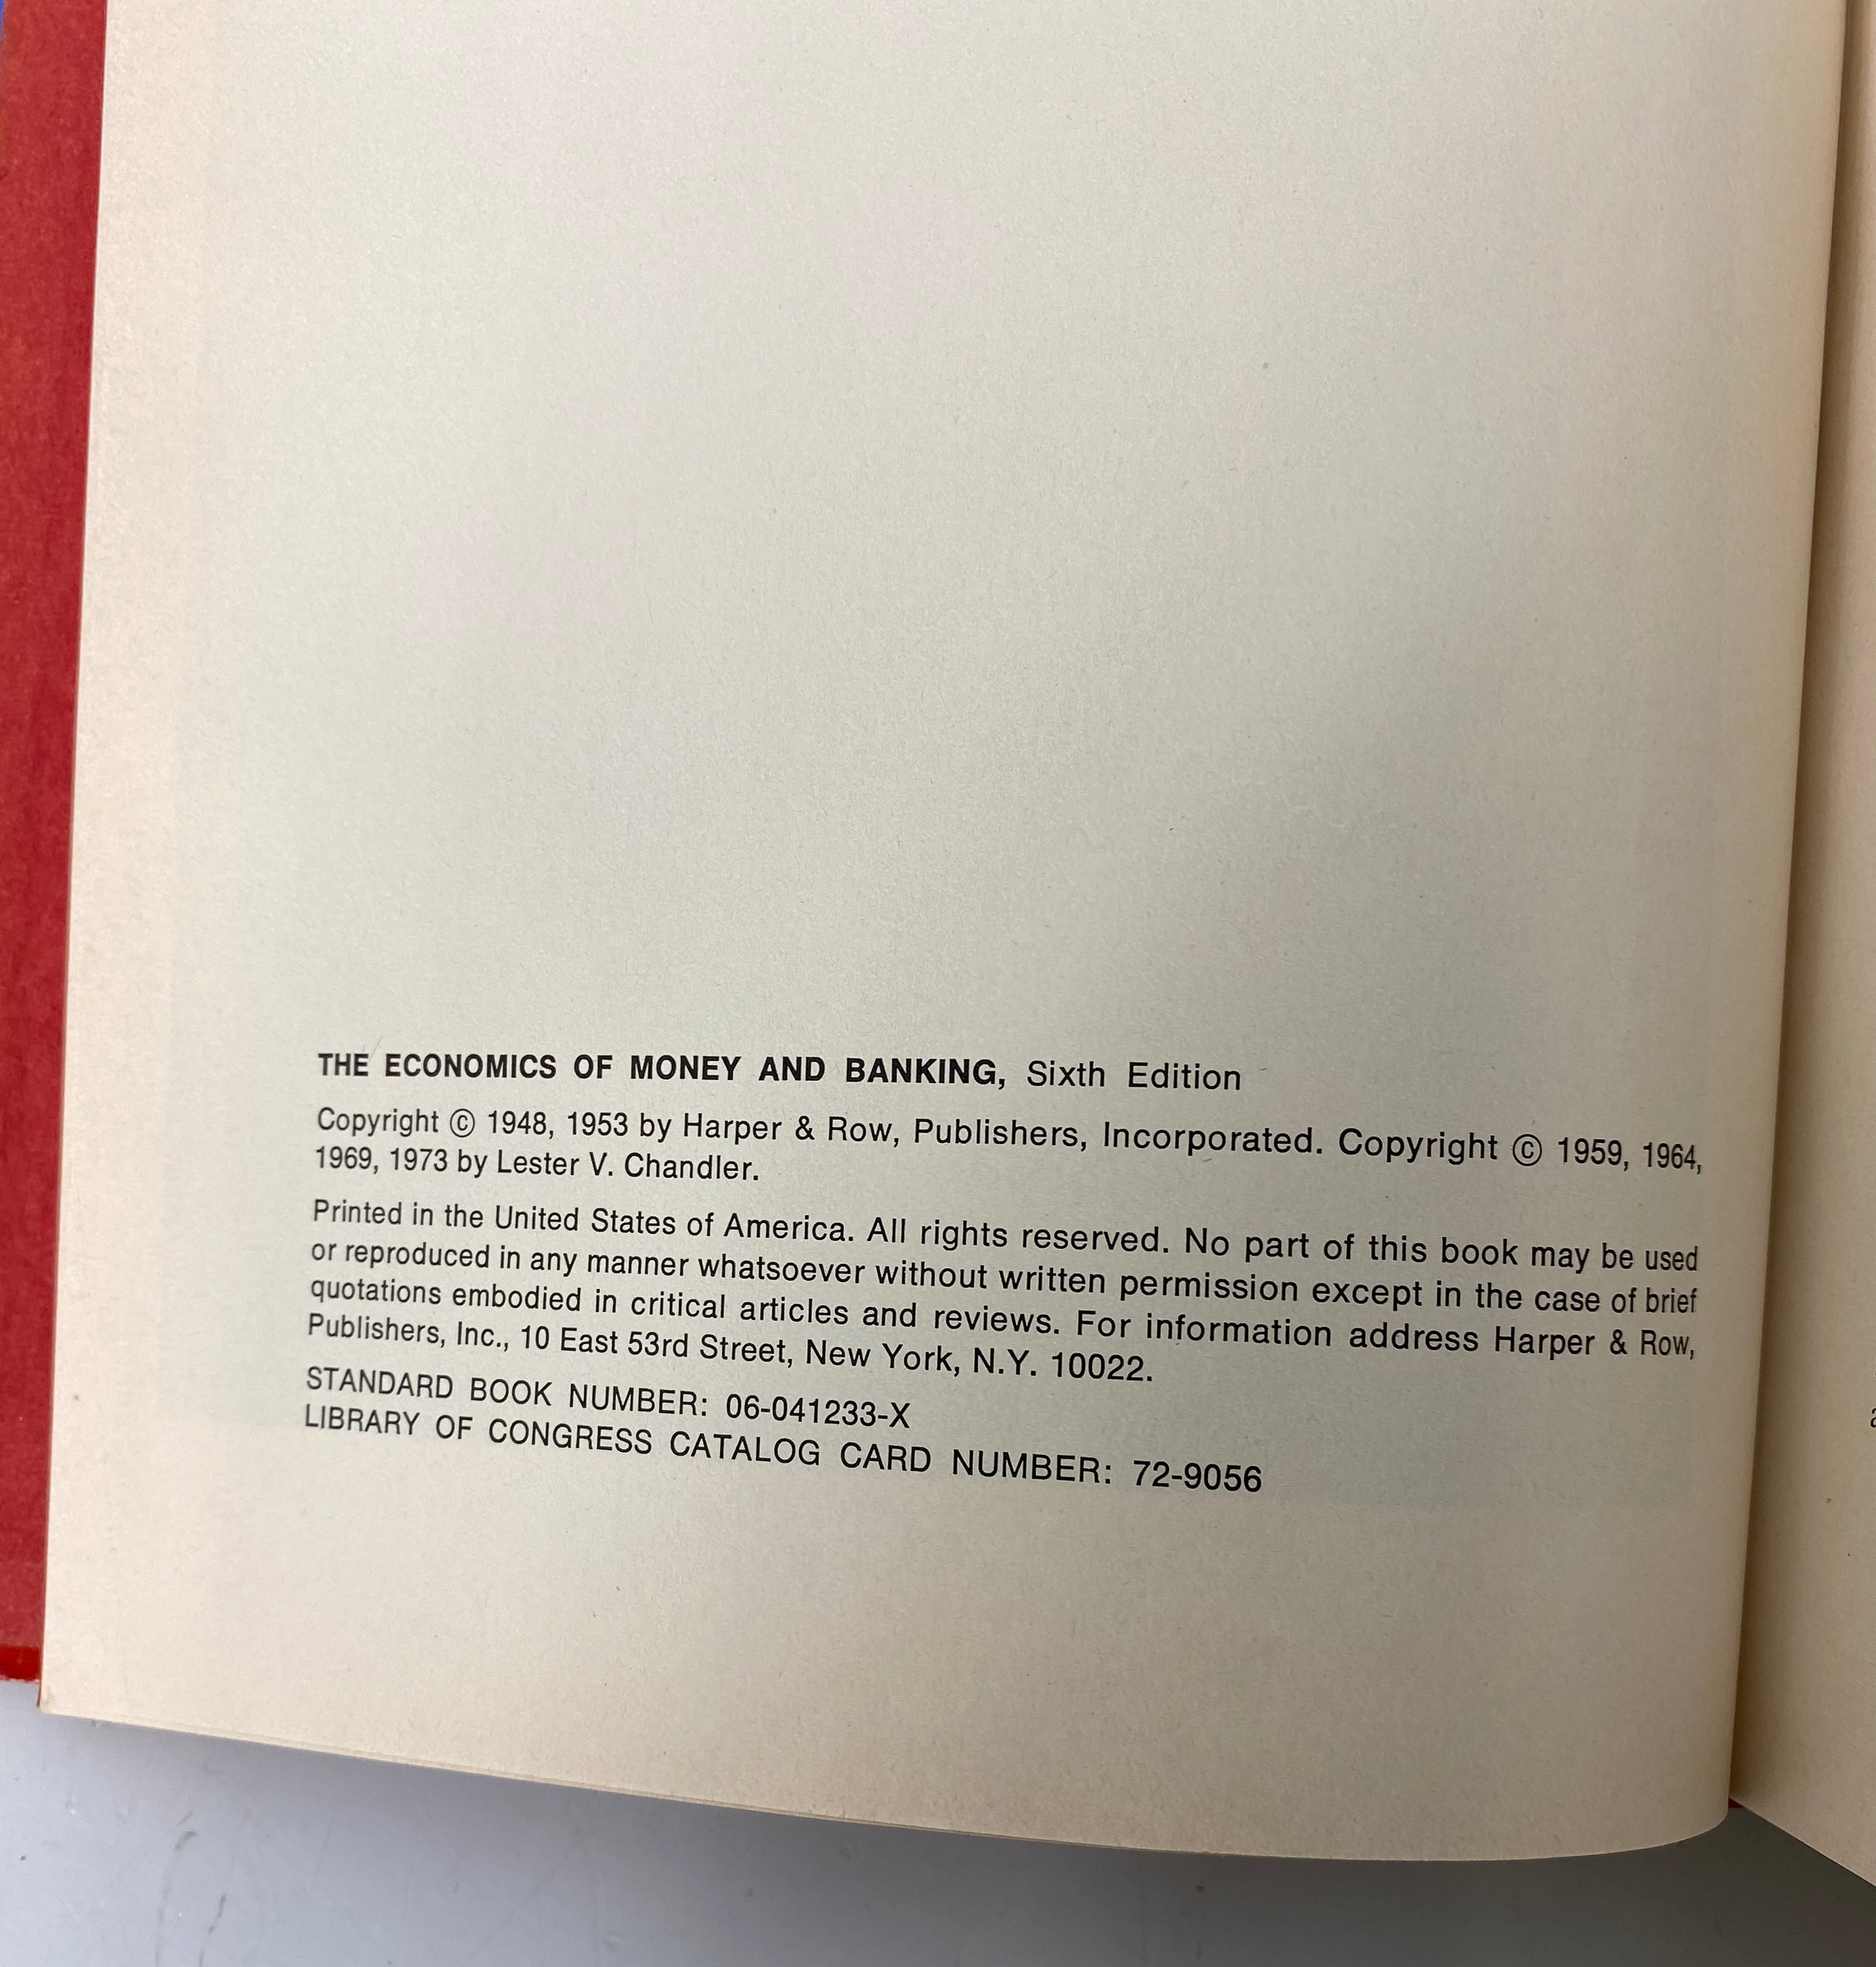 THE ECONOMICS OF MONEY AND BANKING, Sixth Edition
Copyright © 1948, 1953 by Harper & Row, Publishers, Incorporated. Copyright © 1959, 1964,
1969, 1973 by Lester V. Chandler.
Printed in the United States of America. All rights reserved. No part of this book may be used
or reproduced in any manner whatsoever without written permission except in the case of brief
quotations embodied in critical articles and reviews. For information address Harper & Row,
Publishers, Inc., 10 East 53rd Street, New York, N.Y. 10022.
STANDARD BOOK NUMBER: 06-041233-X
LIBRARY OF CONGRESS CATALOG CARD NUMBER: 72-9056